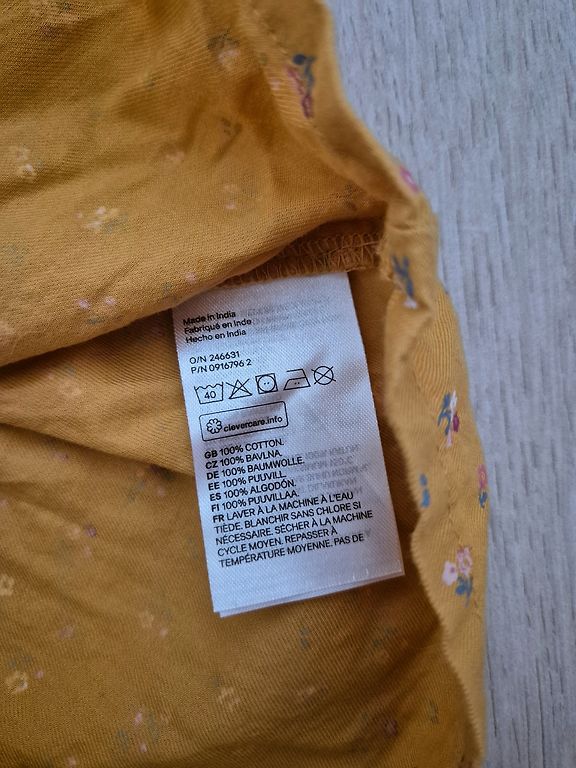 Made in India
Fabriqué en Inde
Hecho en India
O/N 246631
P/N 0916796 2
40
clevercare.info
GB 100% COTTON.
CZ 100% BAVLNA.
DE 100% BAUMWOLLE.
EE 100% PUUVILL.
ES 100% ALGODÓN.
FI 100% PUUVILLAA.
FR LAVER À LA MACHINE À L'EAU
TIÈDE. BLANCHIR SANS CHLORE SI
NÉCESSAIRE. SÉCHER À LA MACHINE
CYCLE MOYEN. REPASSER À
TEMPÉRATURE MOYENNE. PAS DE